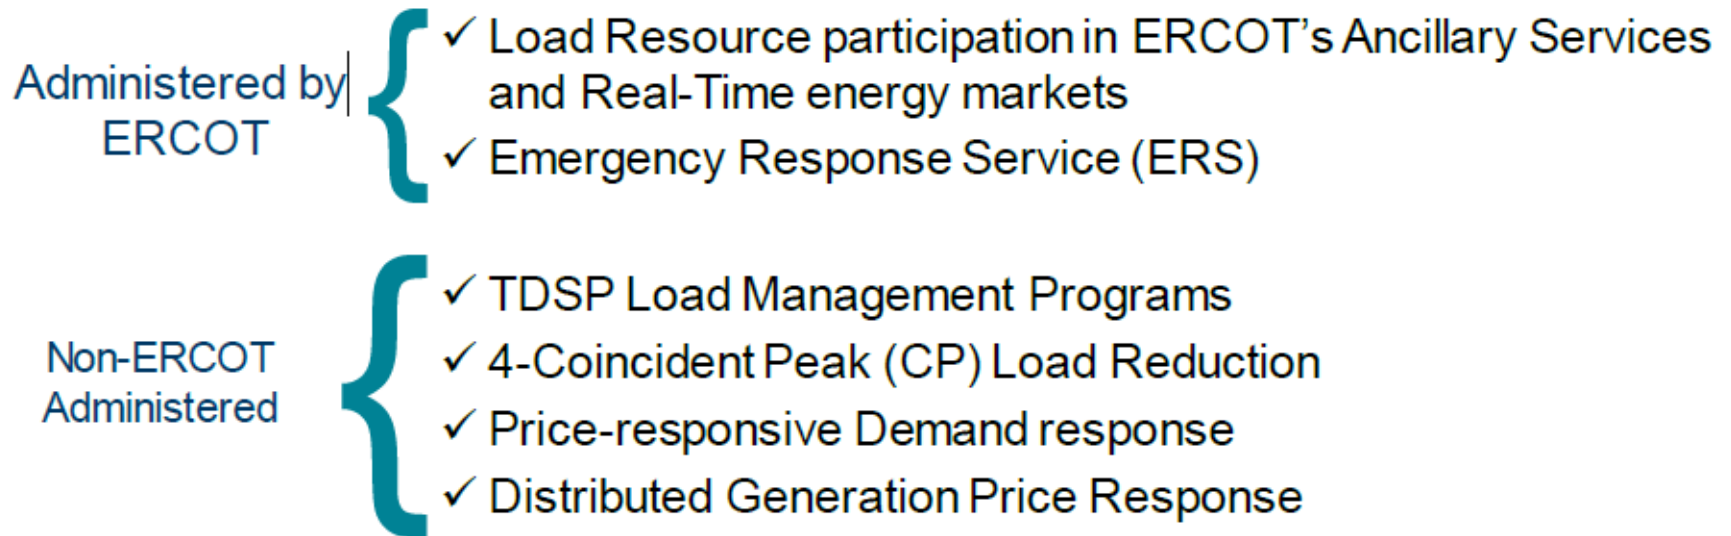 Administered by
ERCOT
✓ Load Resource participation in ERCOT's Ancillary Services
and Real-Time energy markets
✓ Emergency Response Service (ERS)
Non-ERCOT
Administered
✓ TDSP Load Management Programs
✓ 4-Coincident Peak (CP) Load Reduction
✓ Price-responsive Demand response
✓ Distributed Generation Price Response